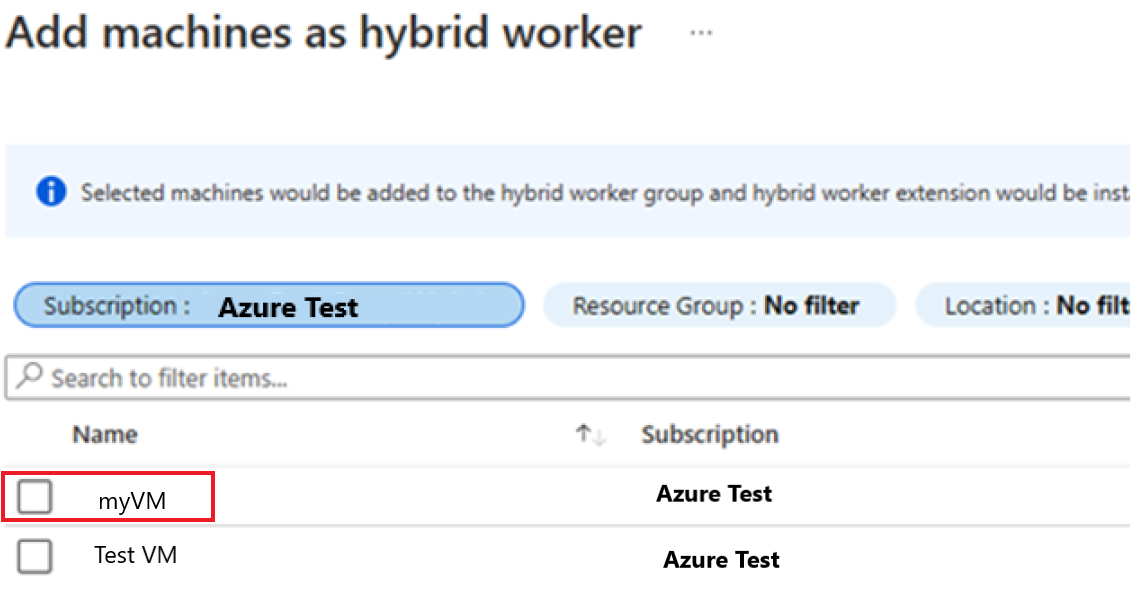 Add machines as hybrid worker ...
Selected machines would be added to the hybrid worker group and hybrid worker extension would be
Subscription : Azure Test Resource Group : No filter Location : No
Search to filter items...
Name ↑↓ Subscription
myVM Azure Test
Test VM Azure Test